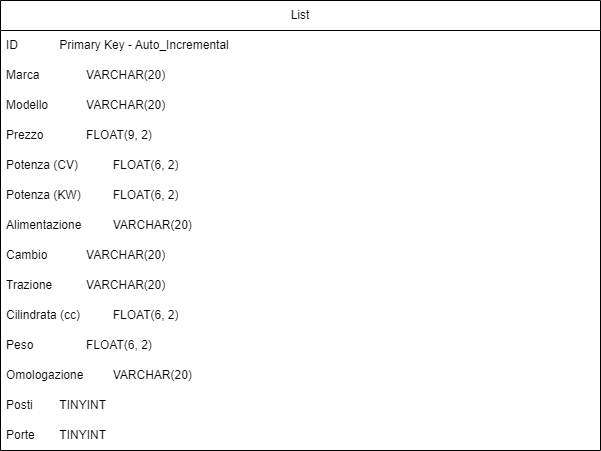 List
ID Primary Key - Auto_Incremental
Marca VARCHAR(20)
Modello VARCHAR(20)
Prezzo FLOAT(9, 2)
Potenza (CV) FLOAT(6, 2)
Potenza (KW) FLOAT(6, 2)
Alimentazione VARCHAR(20)
Cambio VARCHAR(20)
Trazione VARCHAR(20)
Cilindrata (cc) FLOAT(6, 2)
Peso FLOAT(6, 2)
Omologazione VARCHAR(20)
Posti TINYINT
Porte TINYINT